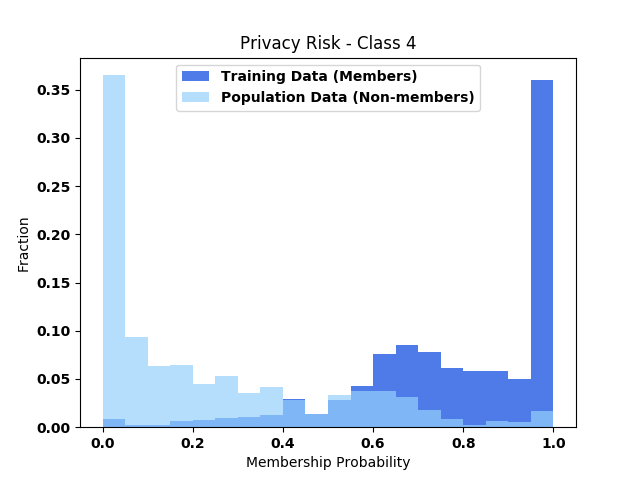 Privacy Risk - Class 4
Training Data (Members)
Population Data (Non-members)
0.35
0.30
0.25
0.20
0.15
0.10
0.05
0.00
Fraction
0.0 0.2 0.4 0.6 0.8 1.0
Membership Probability